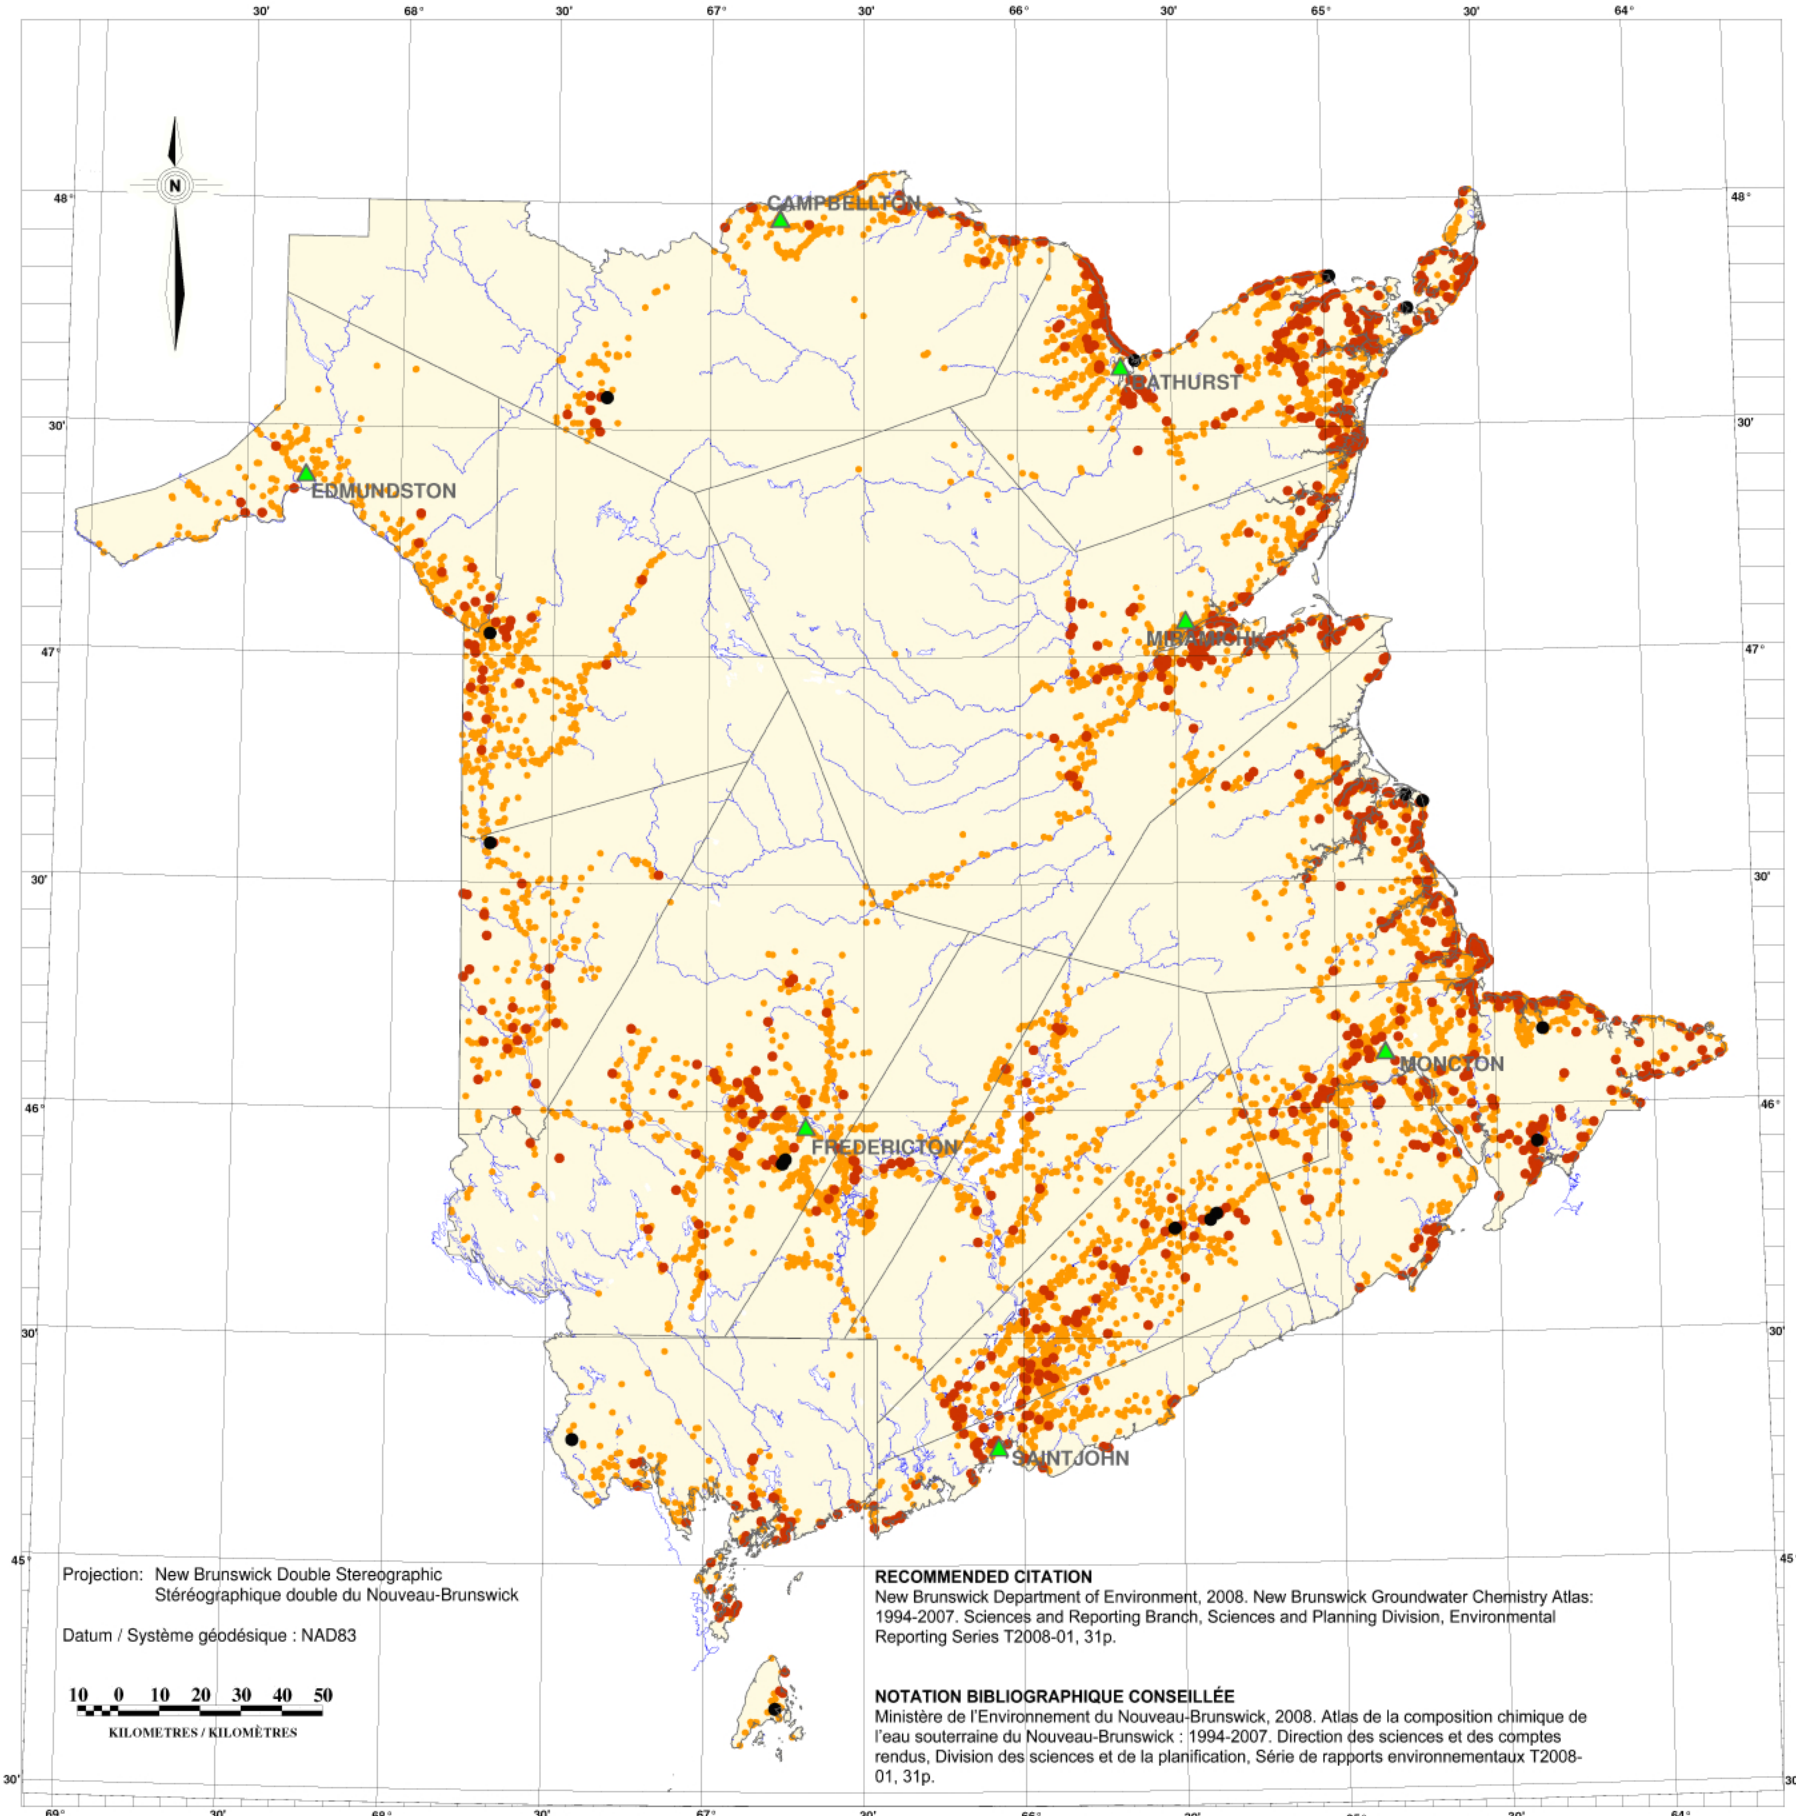 30' 68° 30' 67° 30' 66° 30' 65° 30' 64°
N
48° CAMPBELLTON 48°
BATHURST
30' 30'
EDMUNDSTON
MIRAMICHI
47° 47°
30' 30'
MONCTON
46° 46°
FREDERICTON
30' 30'
SAINT JOHN
45° 45°
Projection: New Brunswick Double Stereographic
Stéréographique double du Nouveau-Brunswick
Datum / Système géodésique : NAD83
10 0 10 20 30 40 50
KILOMETRES / KILOMÈTRES
RECOMMENDED CITATION
New Brunswick Department of Environment, 2008. New Brunswick Groundwater Chemistry Atlas:
1994-2007. Sciences and Reporting Branch, Sciences and Planning Division, Environmental
Reporting Series T2008-01, 31p.
NOTATION BIBLIOGRAPHIQUE CONSEILLÉE
Ministère de l'Environnement du Nouveau-Brunswick, 2008. Atlas de la composition chimique de
l'eau souterraine du Nouveau-Brunswick : 1994-2007. Direction des sciences et des comptes
rendus, Division des sciences et de la planification, Série de rapports environnementaux T2008-
01, 31p.
30' 30
69° 30' 68° 30' 67° 30' 66° 30' 65° 30' 64°